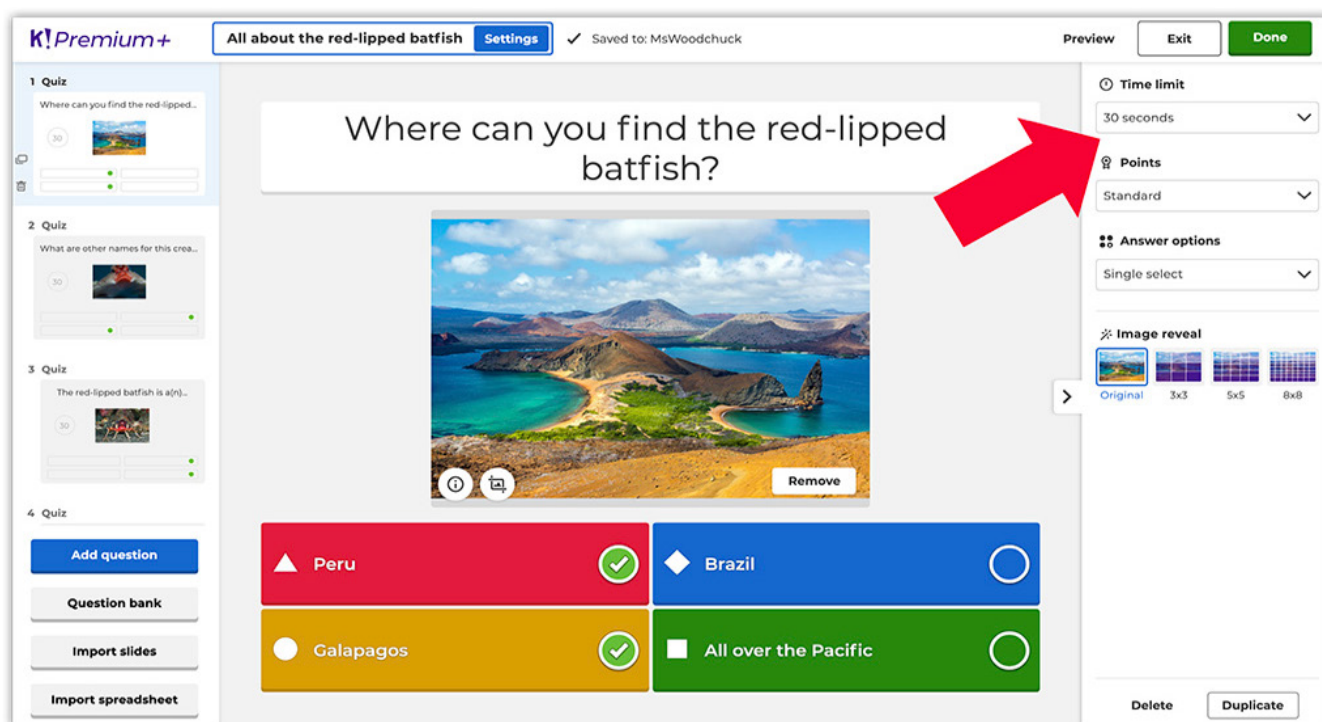 K! Premium+
All about the red-lipped batfish
Settings
Saved to: MsWoodchuck
Preview
Exit
Done
1 Quiz
Where can you find the red-lipped...
30
2 Quiz
What are other names for this crea...
30
3 Quiz
The red-lipped batfish is a(n)...
30
4 Quiz
Add question
Question bank
Import slides
Import spreadsheet
Where can you find the red-lipped
batfish?
Remove
Peru
Brazil
Galapagos
All over the Pacific
Time limit
30 seconds
Points
Standard
Answer options
Single select
Image reveal
Original
3x3
5x5
8x8
Delete
Duplicate